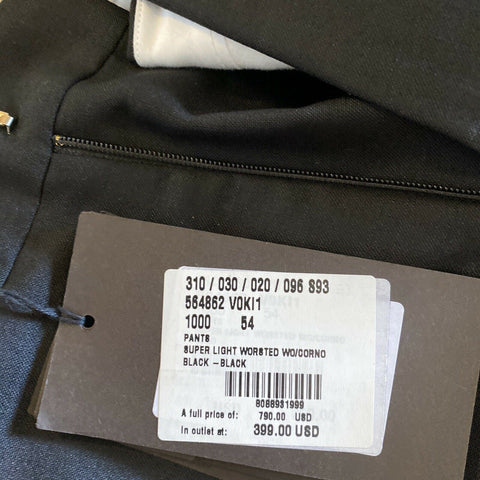 310 / 030 / 020 / 096 S93
564862 V0KI1
1000 54
PANTS
SUPER LIGHT WORSTED WO/CORNO
BLACK -BLACK
8088931999
A full price of: 790.00 USD
In outlet at: 399.00 USD